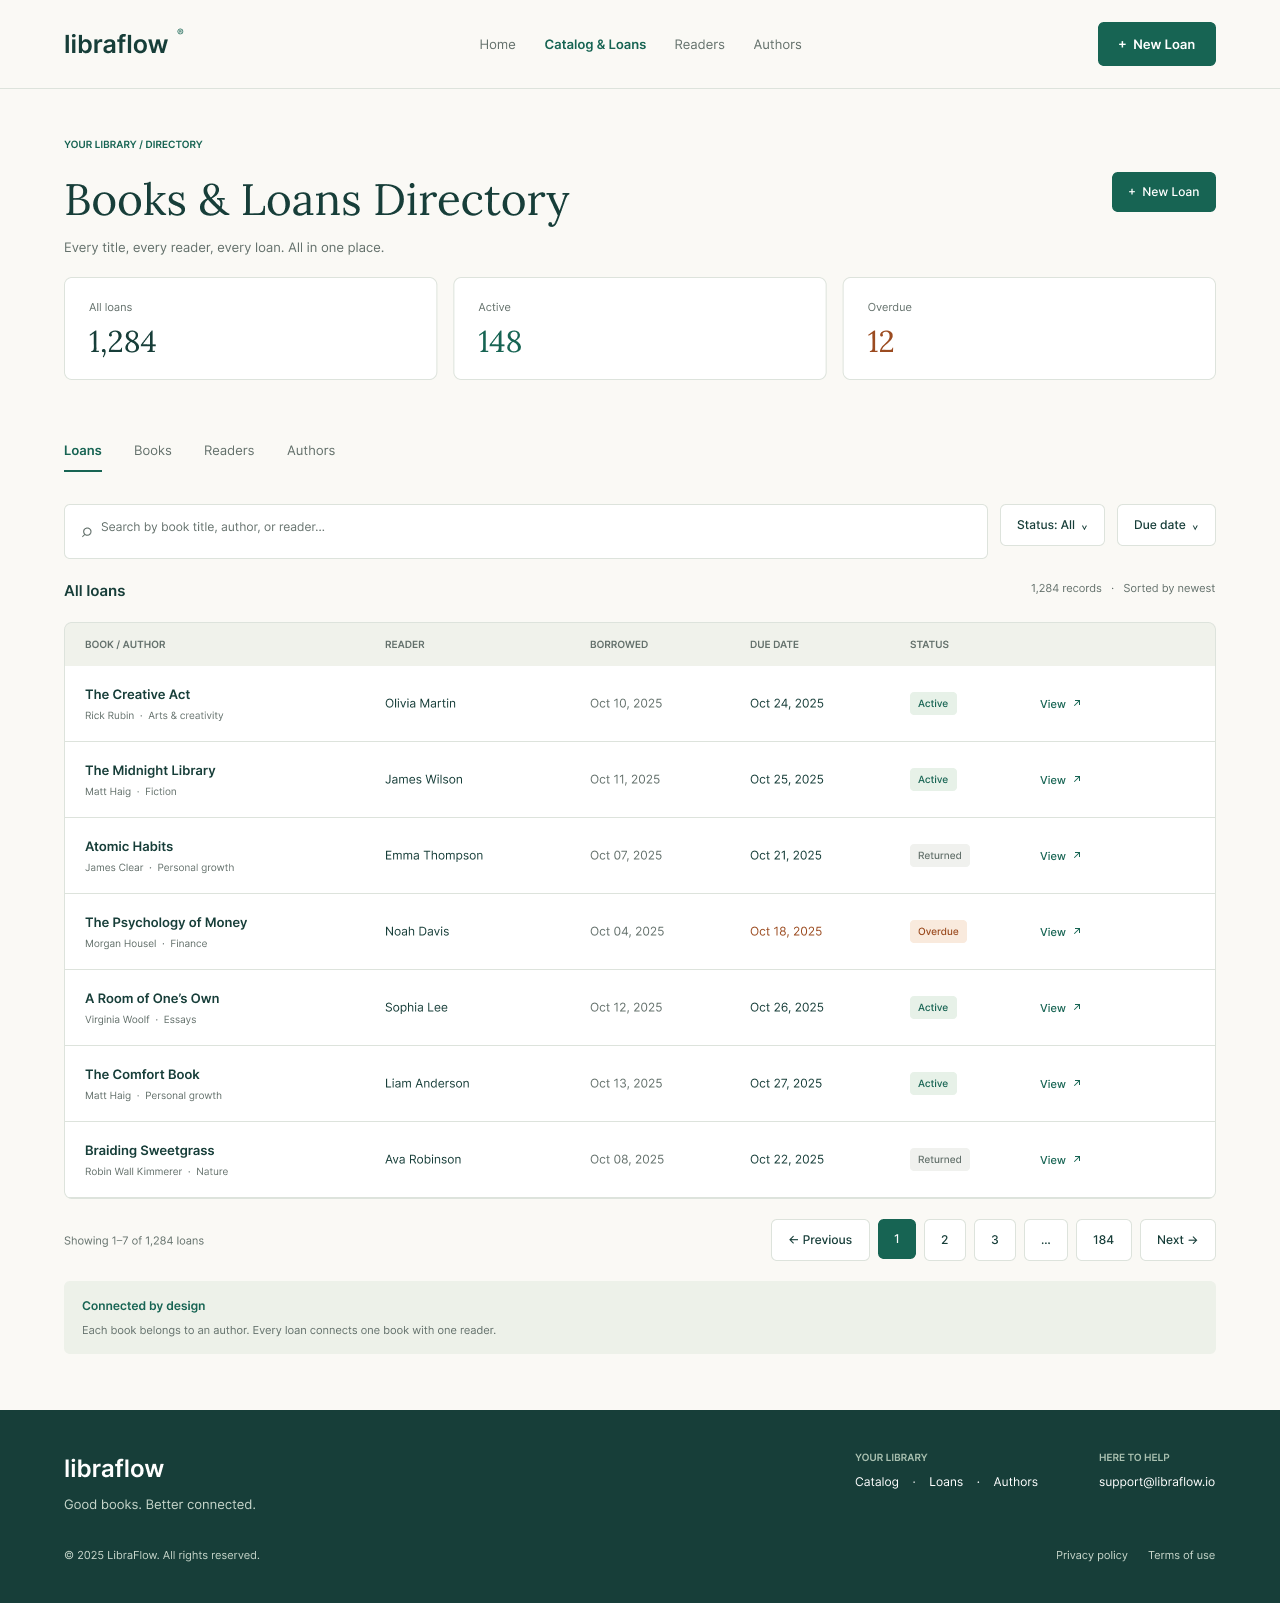 libraflow ®
Home Catalog & Loans Readers Authors
+ New Loan
YOUR LIBRARY / DIRECTORY
Books & Loans Directory
+ New Loan
Every title, every reader, every loan. All in one place.
All loans
1,284
Active
148
Overdue
12
Loans Books Readers Authors
Search by book title, author, or reader...
Status: All
Due date
All loans
1,284 records · Sorted by newest
BOOK / AUTHOR READER BORROWED DUE DATE STATUS
The Creative Act
Rick Rubin · Arts & creativity
Olivia Martin Oct 10, 2025 Oct 24, 2025 Active View ↗
The Midnight Library
Matt Haig · Fiction
James Wilson Oct 11, 2025 Oct 25, 2025 Active View ↗
Atomic Habits
James Clear · Personal growth
Emma Thompson Oct 07, 2025 Oct 21, 2025 Returned View ↗
The Psychology of Money
Morgan Housel · Finance
Noah Davis Oct 04, 2025 Oct 18, 2025 Overdue View ↗
A Room of One’s Own
Virginia Woolf · Essays
Sophia Lee Oct 12, 2025 Oct 26, 2025 Active View ↗
The Comfort Book
Matt Haig · Personal growth
Liam Anderson Oct 13, 2025 Oct 27, 2025 Active View ↗
Braiding Sweetgrass
Robin Wall Kimmerer · Nature
Ava Robinson Oct 08, 2025 Oct 22, 2025 Returned View ↗
Showing 1–7 of 1,284 loans
← Previous 1 2 3 ... 184 Next →
Connected by design
Each book belongs to an author. Every loan connects one book with one reader.
libraflow
Good books. Better connected.
YOUR LIBRARY
Catalog · Loans · Authors
HERE TO HELP
support@libraflow.io
© 2025 LibraFlow. All rights reserved.
Privacy policy Terms of use